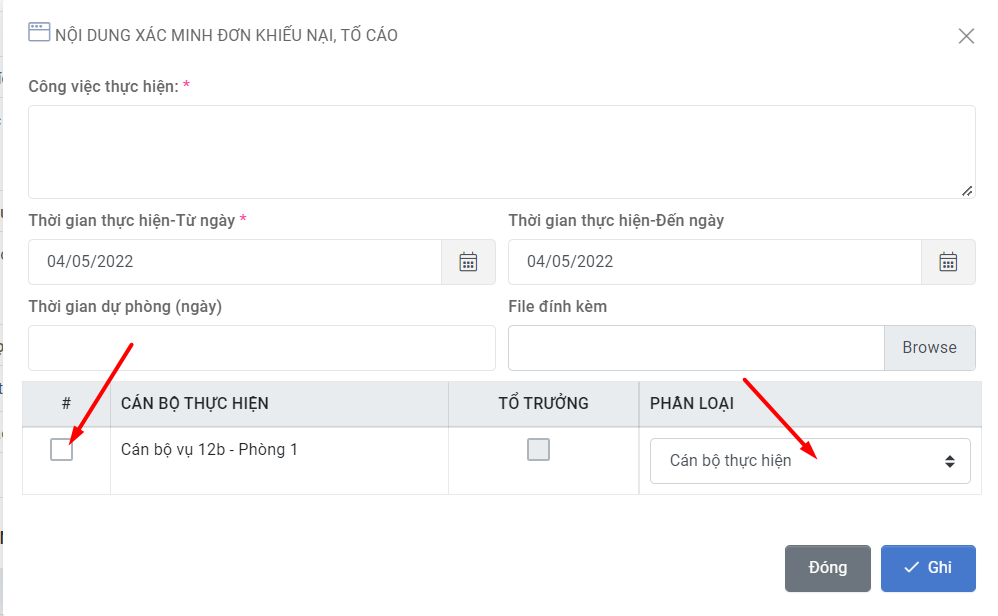 NỘI DUNG XÁC MINH ĐƠN KHIẾU NẠI, TỐ CÁO
Công việc thực hiện: *
Thời gian thực hiện-Từ ngày * Thời gian thực hiện-Đến ngày
04/05/2022 04/05/2022
Thời gian dự phòng (ngày) File đính kèm
Browse
# CÁN BỘ THỰC HIỆN TỔ TRƯỞNG PHÂN LOẠI
Cán bộ vụ 12b - Phòng 1 Cán bộ thực hiện
Đóng Ghi